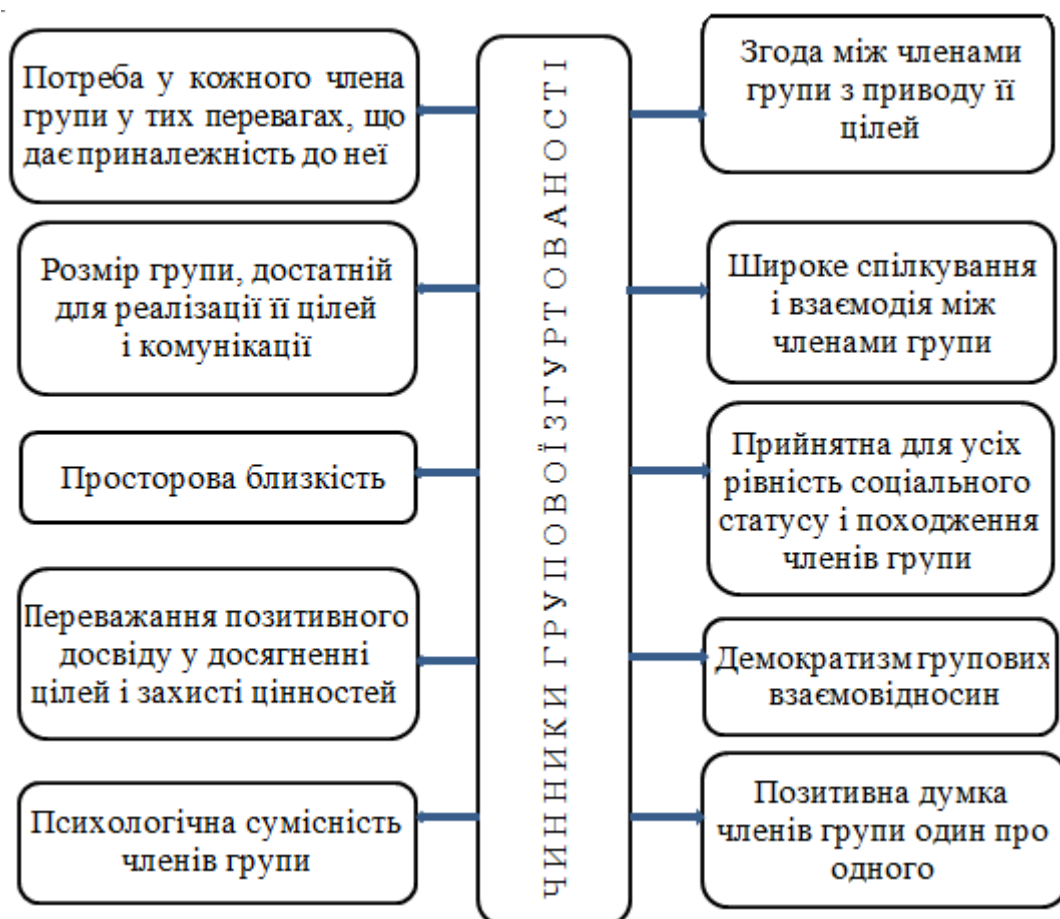 Потреба у кожного члена
групи у тих перевагах, що
дає приналежність до неї
Розмір групи, достатній
для реалізації її цілей
і комунікації
Просторова близкість
Переважання позитивного
досвіду у досягненні
цілей і захисті цінностей
Психологічна сумісність
членів групи
ЧИННИКИ ГРУПОВОЇЗГУРТОВАНОСТІ
Згода між членами
групи з приводу її
цілей
Широке спілкування
і взаємодія між
членами групи
Прийнятна для усіх
рівність соціального
статусу і походження
членів групи
Демократизм групових
взаємовідносин
Позитивна думка
членів групи один про
одного